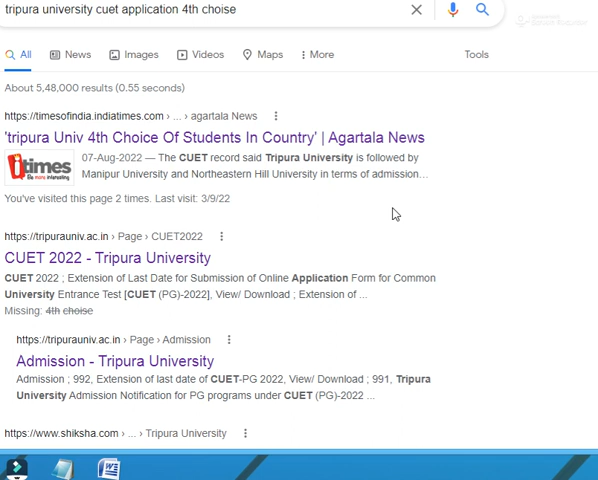 tripura university cuet application 4th choise
All News Images Videos Maps More Tools
About 5,48,000 results (0.55 seconds)
https://timesofindia.indiatimes.com › ... › agartala News
'tripura Univ 4th Choice Of Students In Country' | Agartala News
itimes
07-Aug-2022 — The CUET record said Tripura University is followed by
Manipur University and Northeastern Hill University in terms of admission...
You've visited this page 2 times. Last visit: 3/9/22
https://tripurauniv.ac.in › Page › CUET2022
CUET 2022 - Tripura University
CUET 2022 ; Extension of Last Date for Submission of Online Application Form for Common
University Entrance Test [CUET (PG)-2022], View/ Download ; Extension of ...
Missing: 4th choise
https://tripurauniv.ac.in › Page › Admission
Admission - Tripura University
Admission ; 992, Extension of last date of CUET-PG 2022, View/ Download ; 991, Tripura
University Admission Notification for PG programs under CUET (PG)-2022 ...
https://www.shiksha.com › ... › Tripura University